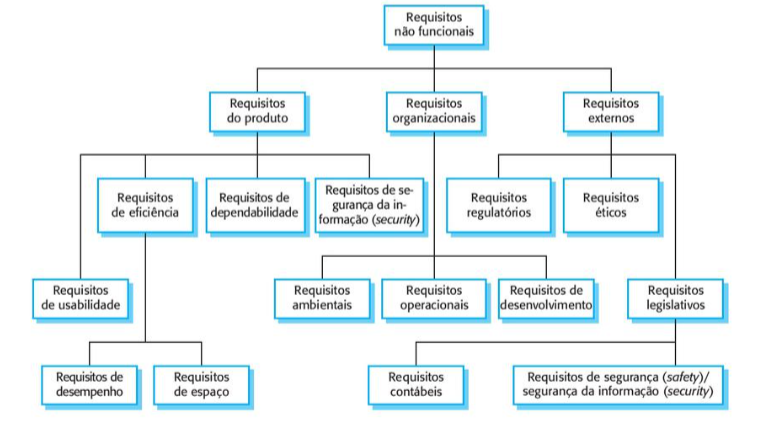 Requisitos
não funcionais
Requisitos
do produto
Requisitos
organizacionais
Requisitos
externos
Requisitos
de eficiência
Requisitos de
dependabilidade
Requisitos de se-
gurança da in-
formação (security)
Requisitos
regulatórios
Requisitos
éticos
Requisitos
de usabilidade
Requisitos
ambientais
Requisitos
operacionais
Requisitos de
desenvolvimento
Requisitos
legislativos
Requisitos de
desempenho
Requisitos
de espaço
Requisitos
contábeis
Requisitos de segurança (safety)/
segurança da informação (security)